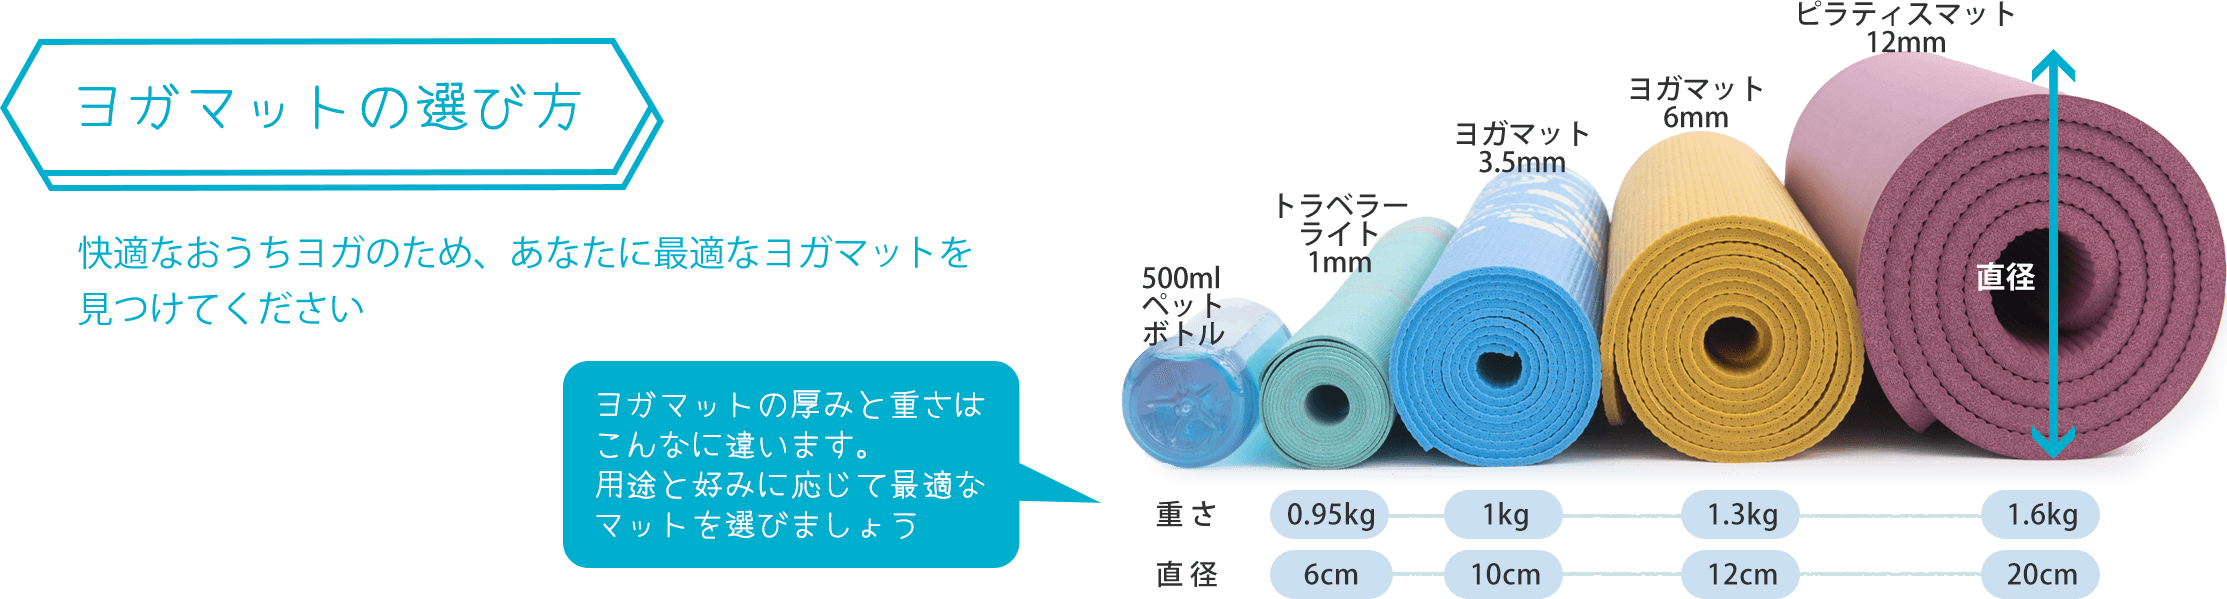 ヨガマットの選び方
快適なおうちヨガのため、あなたに最適なヨガマットを
見つけてください
ヨガマットの厚みと重さは
こんなに違います。
用途と好みに応じて最適な
マットを選びましょう
500ml
ペット
ボトル
トラベラー
ライト
1mm
ヨガマット
3.5mm
ヨガマット
6mm
ピラティスマット
12mm
直径
重さ 0.95kg 1kg 1.3kg 1.6kg
直径 6cm 10cm 12cm 20cm